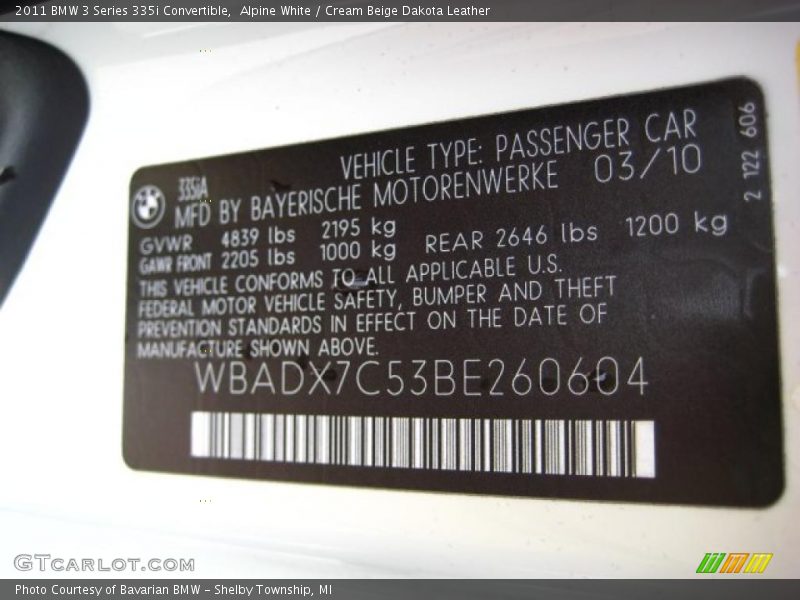 2011 BMW 3 Series 335i Convertible,  Alpine White / Cream Beige Dakota Leather
335iA
VEHICLE TYPE: PASSENGER CAR
MFD BY BAYERISCHE MOTORENWERKE 03/10
GVWR 4839 lbs 2195 kg
GAWR FRONT 2205 lbs 1000 kg REAR 2646 lbs 1200 kg
THIS VEHICLE CONFORMS TO ALL APPLICABLE U.S.
FEDERAL MOTOR VEHICLE SAFETY, BUMPER AND THEFT
PREVENTION STANDARDS IN EFFECT ON THE DATE OF
MANUFACTURE SHOWN ABOVE.
WBADX7C53BE260604
2 122 606
GTCARLOT.COM
Photo Courtesy of Bavarian BMW – Shelby Township, MI